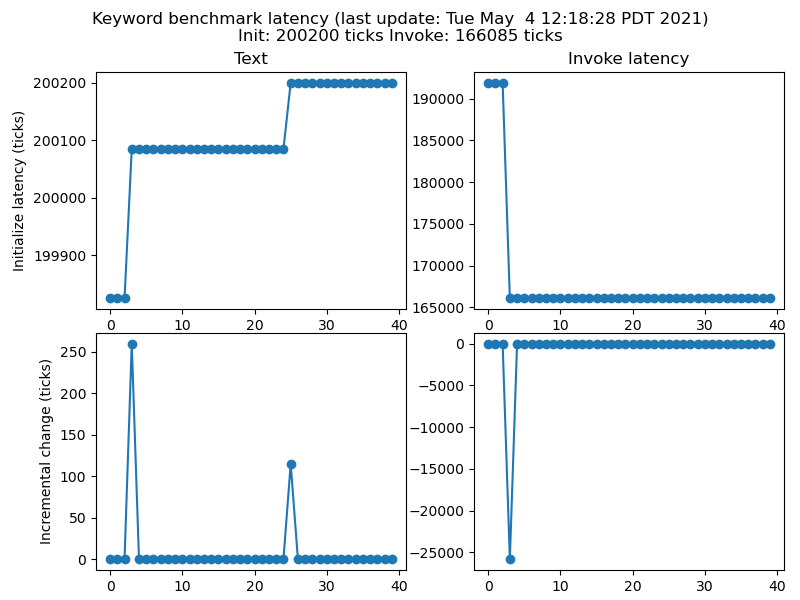 Keyword benchmark latency (last update: Tue May  4 12:18:28 PDT 2021)
Init: 200200 ticks Invoke: 166085 ticks
Text
Invoke latency
Initialize latency (ticks)
200200
200100
200000
199900
0 10 20 30 40
190000
185000
180000
175000
170000
165000
0 10 20 30 40
Incremental change (ticks)
250
200
150
100
50
0
0 10 20 30 40
0
−5000
−10000
−15000
−20000
−25000
0 10 20 30 40